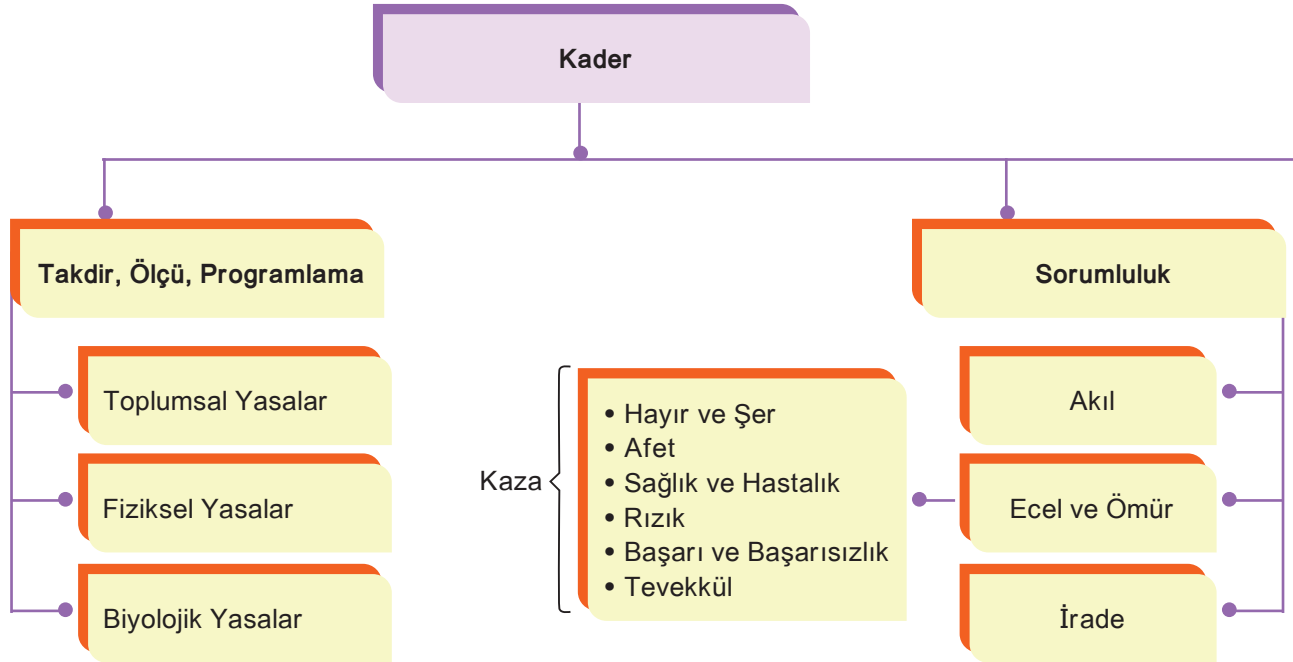 Kader
Takdir, Ölçü, Programlama
Toplumsal Yasalar
Fiziksel Yasalar
Biyolojik Yasalar
Kaza
• Hayır ve Şer
• Afet
• Sağlık ve Hastalık
• Rızık
• Başarı ve Başarısızlık
• Tevekkül
Sorumluluk
Akıl
Ecel ve Ömür
İrade